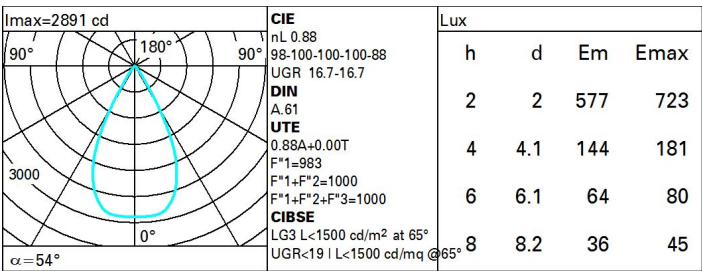 Imax=2891 cd
90° 180° 90°
3000
0°
α=54°
CIE
nL 0.88
98-100-100-100-88
UGR 16.7-16.7
DIN
A.61
UTE
0.88A+0.00T
F"1=983
F"1+F"2=1000
F"1+F"2+F"3=1000
CIBSE
LG3 L<1500 cd/m² at 65°
UGR<19 | L<1500 cd/mq @65°
Lux
h d Em Emax
2 2 577 723
4 4.1 144 181
6 6.1 64 80
8 8.2 36 45